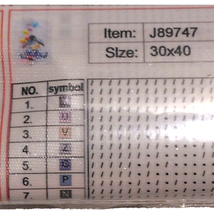 Item: J89747
SIze: 30x40
NO. symbol
1.
2. U
3. V
4. Z
5.
6. P
7. N